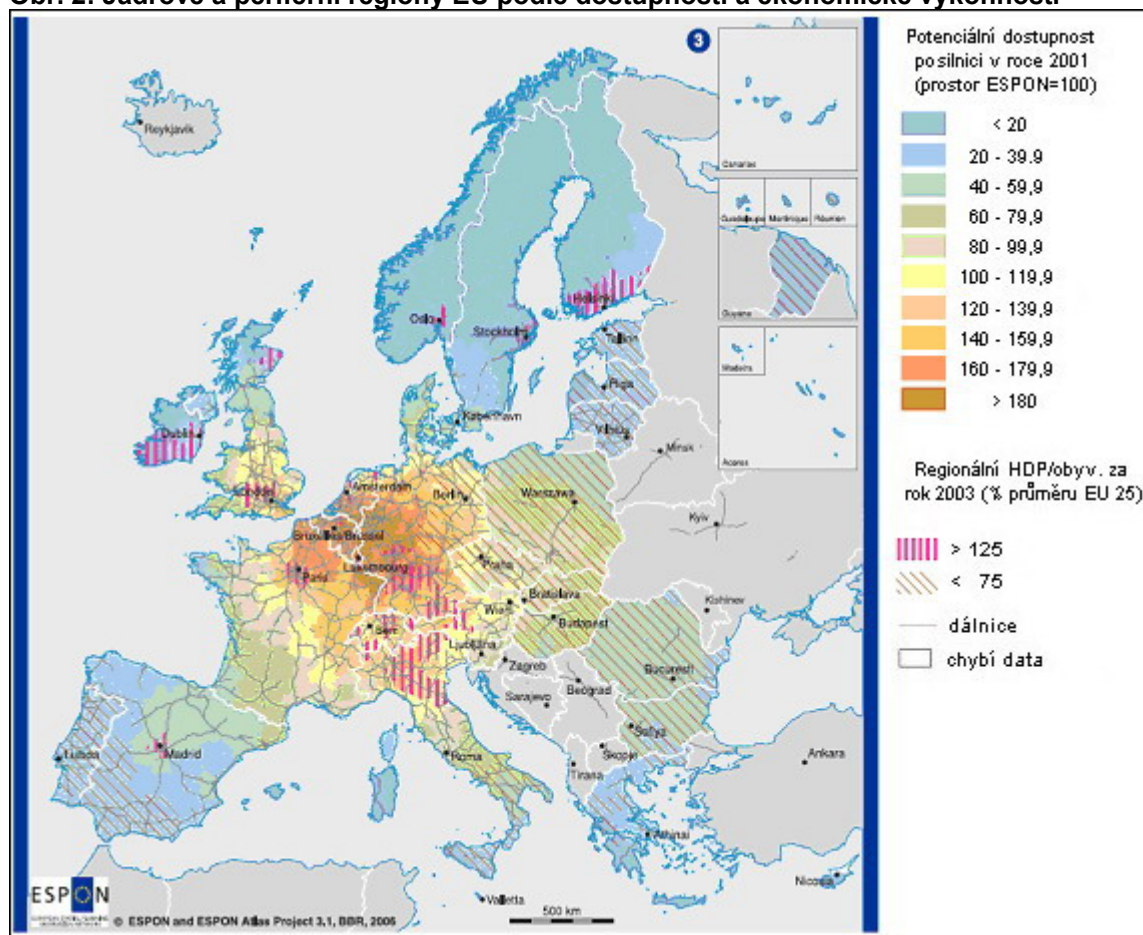 Obr. 2: Jádrové a periferní regiony EU podle dostupnosti a ekonomické výkonnosti
3
Reykjavík
Canarias
Guadeloupe
Martinique
Réunion
Guyane
Madeira
Acores
Helsinki
Oslo
Stockholm
Tallinn
Riga
Vilnius
København
Minsk
Dublin
London
Amsterdam
Berlin
Warszawa
Kyiv
Bruxelles/Brussel
Luxembourg
Praha
Paris
Bratislava
Wien
Budapest
Kishinev
Bern
Ljubljana
Zagreb
Bucuresti
Beograd
Sarajevo
Sofiya
Skopje
Ankara
Madrid
Lisboa
Roma
Tirana
Athinai
Nicosia
Valletta
500 km
ESPON
© ESPON and ESPON Atlas Project 3.1, BBR, 2006
Potenciální dostupnost
posilnici v roce 2001
(prostor ESPON=100)
< 20
20 - 39.9
40 - 59,9
60 - 79,9
80 - 99,9
100 - 119,9
120 - 139,9
140 - 159,9
160 - 179,9
> 180
Regionální HDP/obyv. za
rok 2003 (% průměru EU 25)
> 125
< 75
dálnice
chybí data